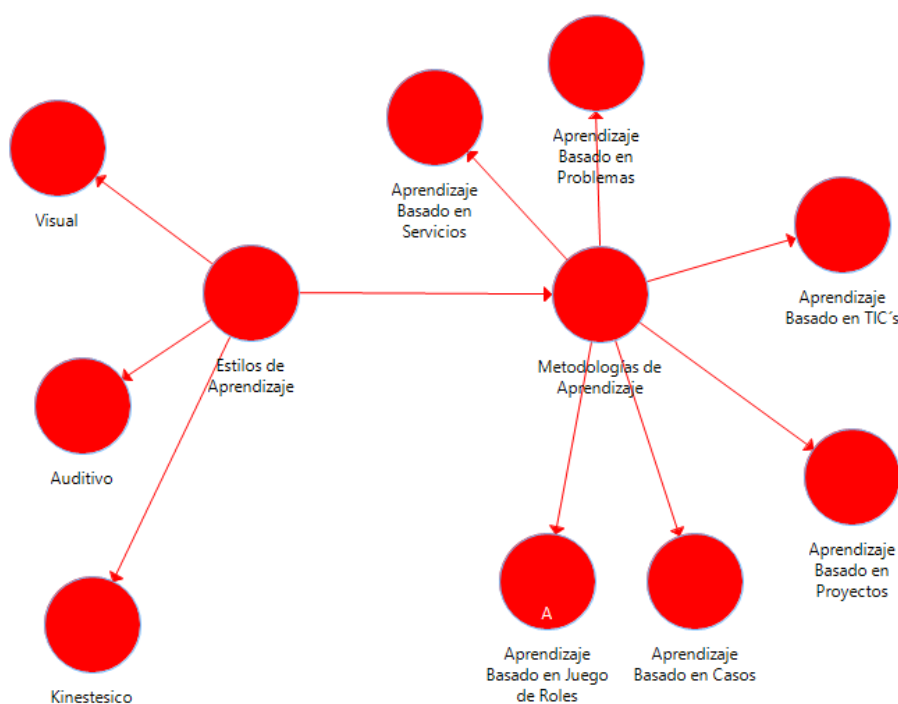 Visual
Auditivo
Kinestesico
Estilos de
Aprendizaje
Aprendizaje
Basado en
Servicios
Aprendizaje
Basado en
Problemas
Metodologías de
Aprendizaje
Aprendizaje
Basado en TIC´s
Aprendizaje
Basado en
Proyectos
A
Aprendizaje
Basado en Juego
de Roles
Aprendizaje
Basado en Casos